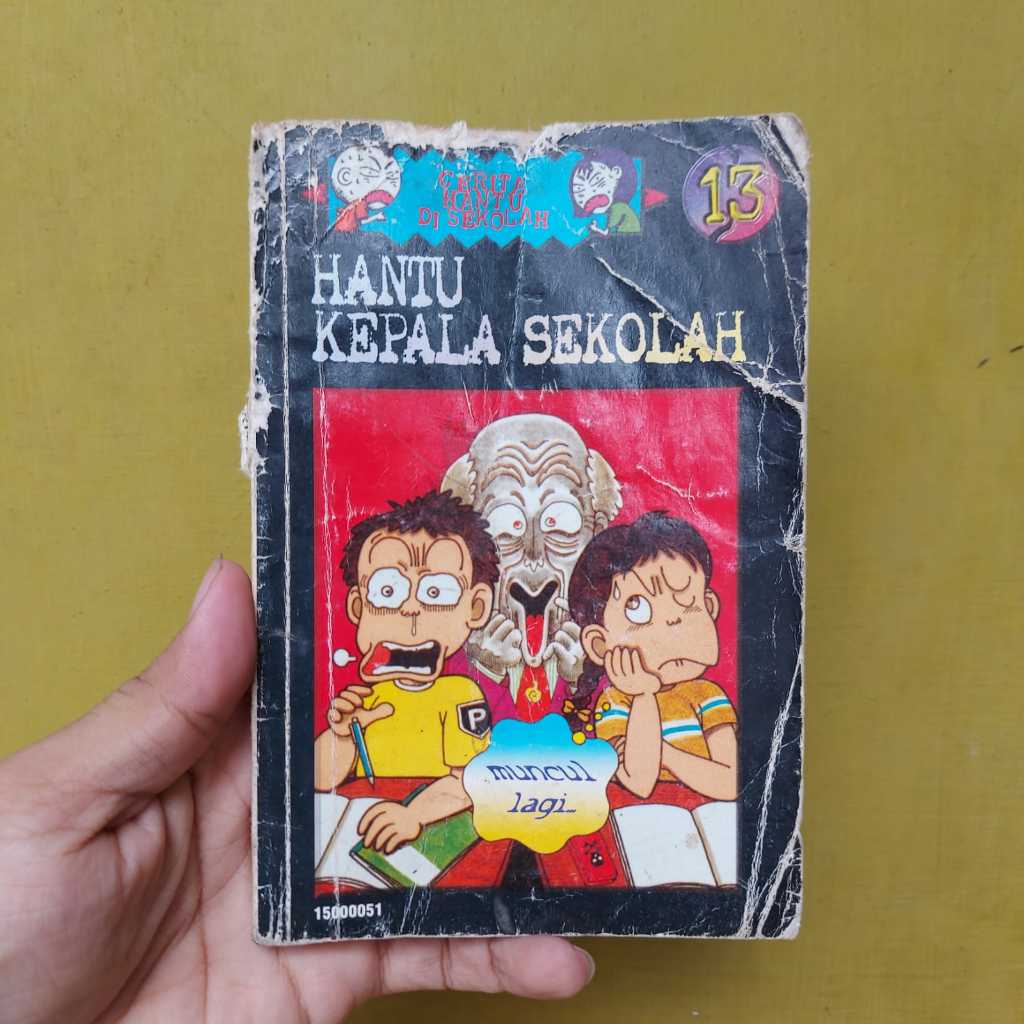 CERITA
HANTU
DI SEKOLAH
13
HANTU
KEPALA SEKOLAH
P
muncul
lagi...
15000051